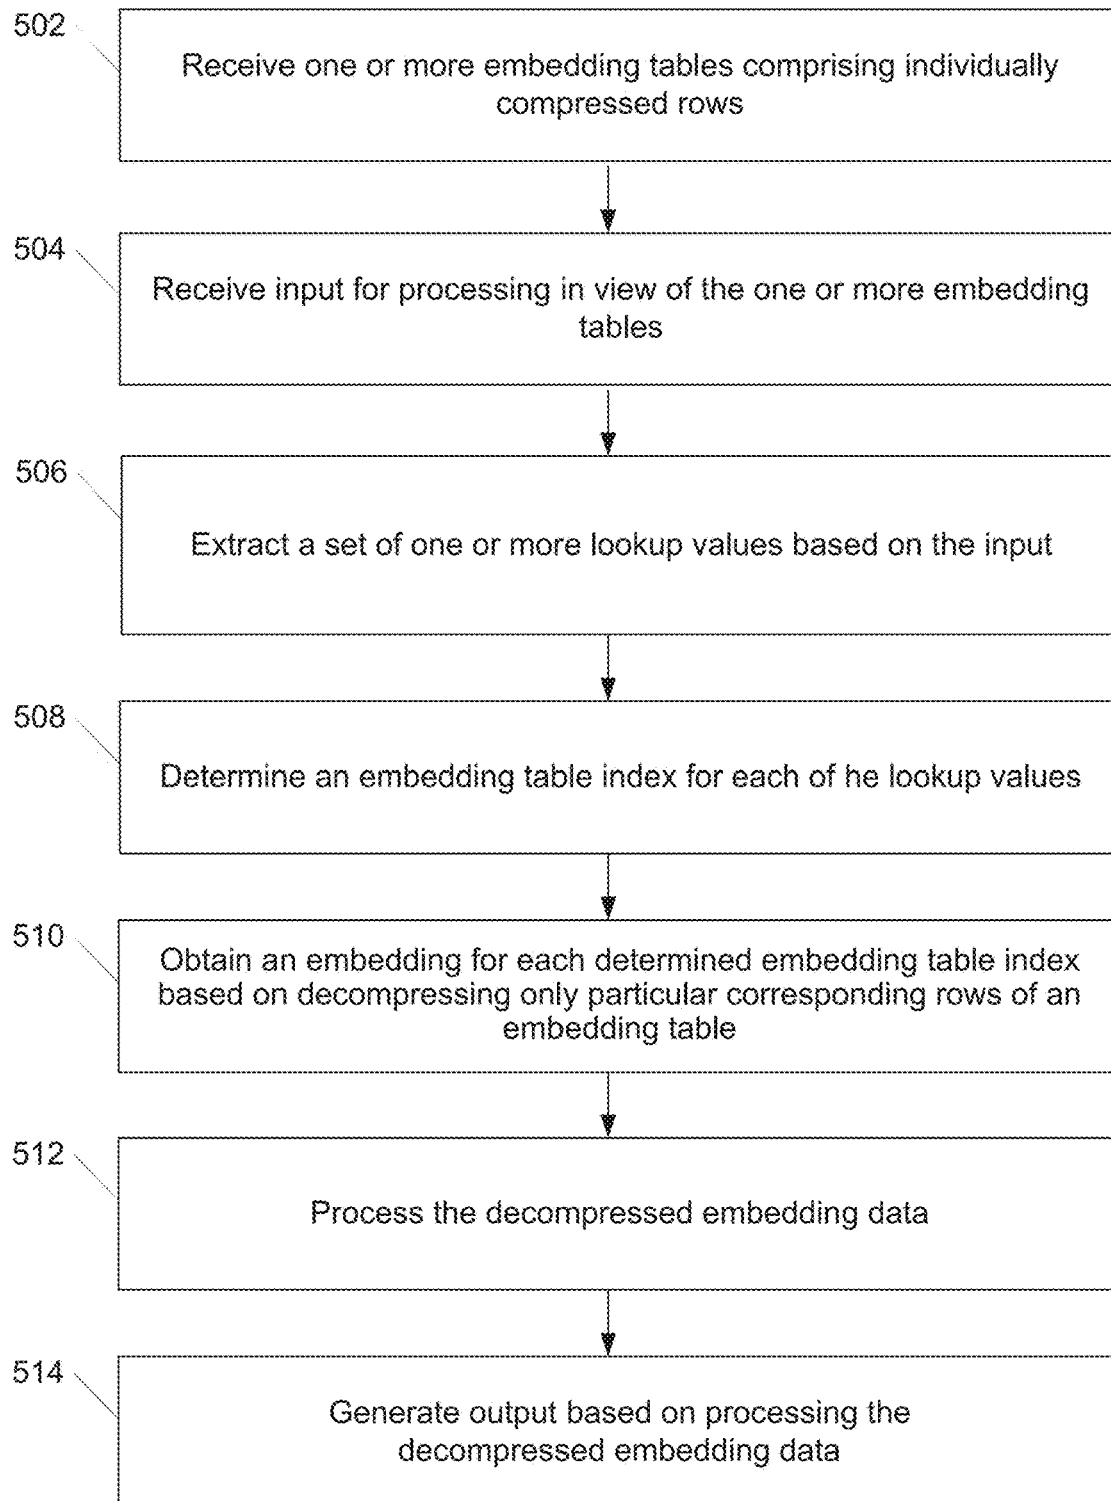 502
Receive one or more embedding tables comprising individually
compressed rows
504
Receive input for processing in view of the one or more embedding
tables
506
Extract a set of one or more lookup values based on the input
508
Determine an embedding table index for each of he lookup values
510
Obtain an embedding for each determined embedding table index
based on decompressing only particular corresponding rows of an
embedding table
512
Process the decompressed embedding data
514
Generate output based on processing the
decompressed embedding data